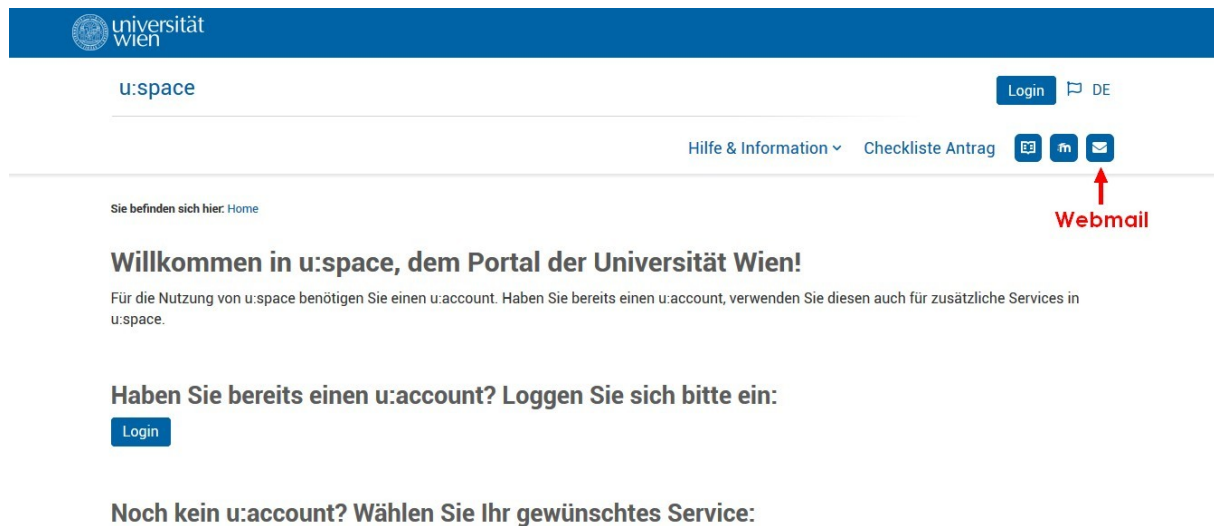 universität
wien
u:space
Login DE
Hilfe & Information Checkliste Antrag
Sie befinden sich hier: Home
Webmail
Willkommen in u:space, dem Portal der Universität Wien!
Für die Nutzung von u:space benötigen Sie einen u:account. Haben Sie bereits einen u:account, verwenden Sie diesen auch für zusätzliche Services in
u:space.
Haben Sie bereits einen u:account? Loggen Sie sich bitte ein:
Login
Noch kein u:account? Wählen Sie Ihr gewünschtes Service: